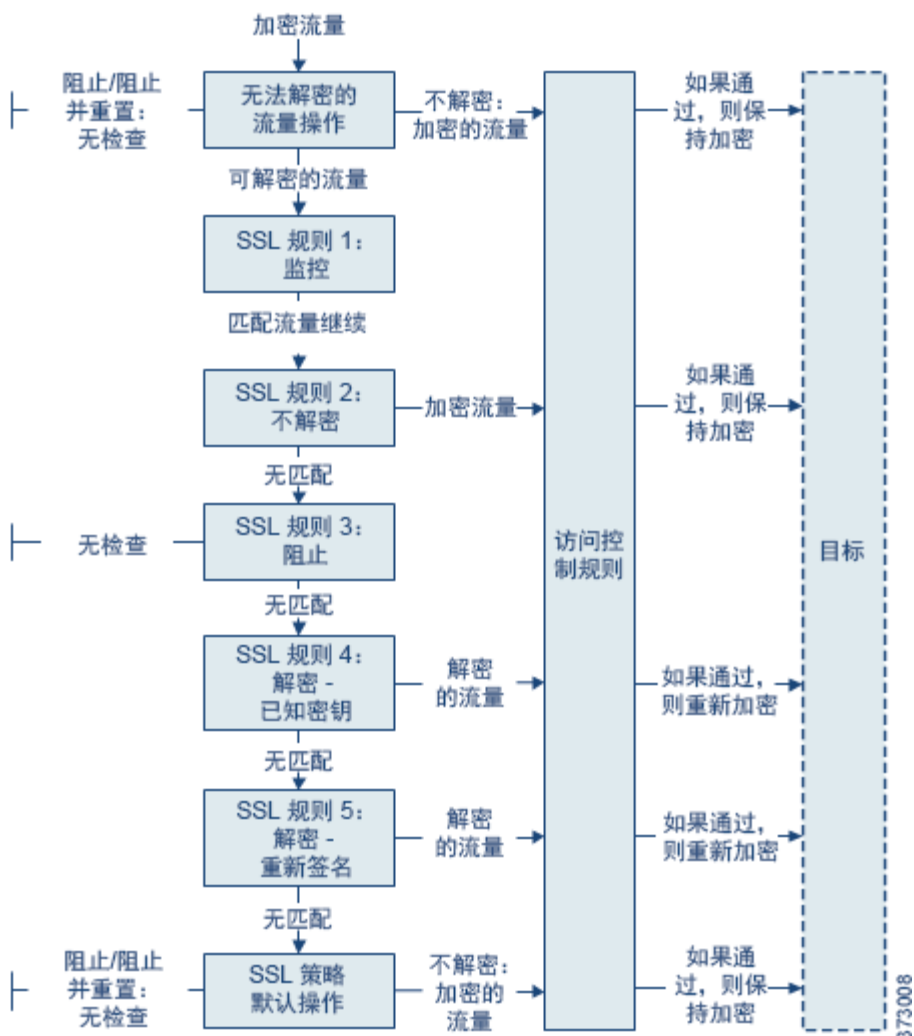 加密流量
阻止/阻止
并重置：
无检查
无法解密的
流量操作
不解密：
加密的流量
如果通
过，则保
持加密
可解密的流量
SSL 规则 1：
监控
匹配流量继续
SSL 规则 2：
不解密
加密流量
如果通
过，则保
持加密
无匹配
无检查
SSL 规则 3：
阻止
访问控
制规则
目标
无匹配
SSL 规则 4：
解密 -
已知密钥
解密
的流量
如果通过，
则重新加密
无匹配
SSL 规则 5：
解密 -
重新签名
解密
的流量
如果通过，
则重新加密
无匹配
阻止/阻止
并重置：
无检查
SSL 策略
默认操作
不解密：
加密的
流量
如果通
过，则保
持加密
373008